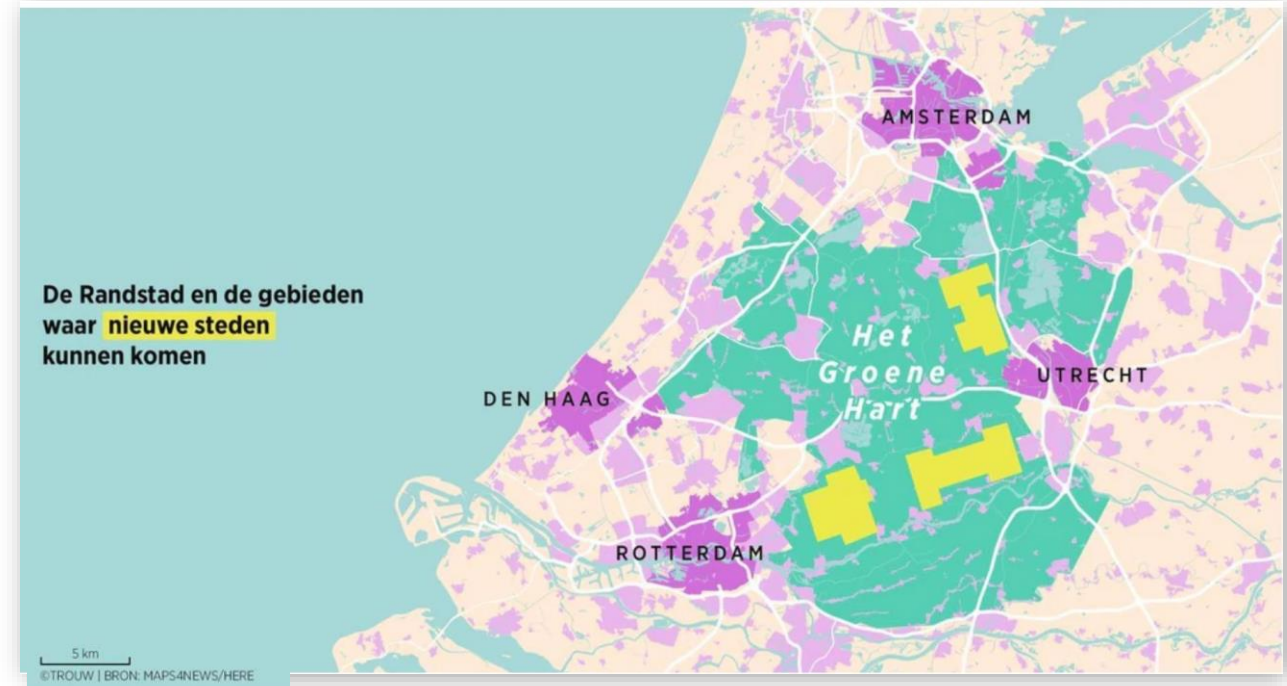 AMSTERDAM
De Randstad en de gebieden
waar nieuwe steden
kunnen komen
Het
Groene
Hart
UTRECHT
DEN HAAG
ROTTERDAM
5 km
©TROUW | BRON: MAPS4NEWS/HERE